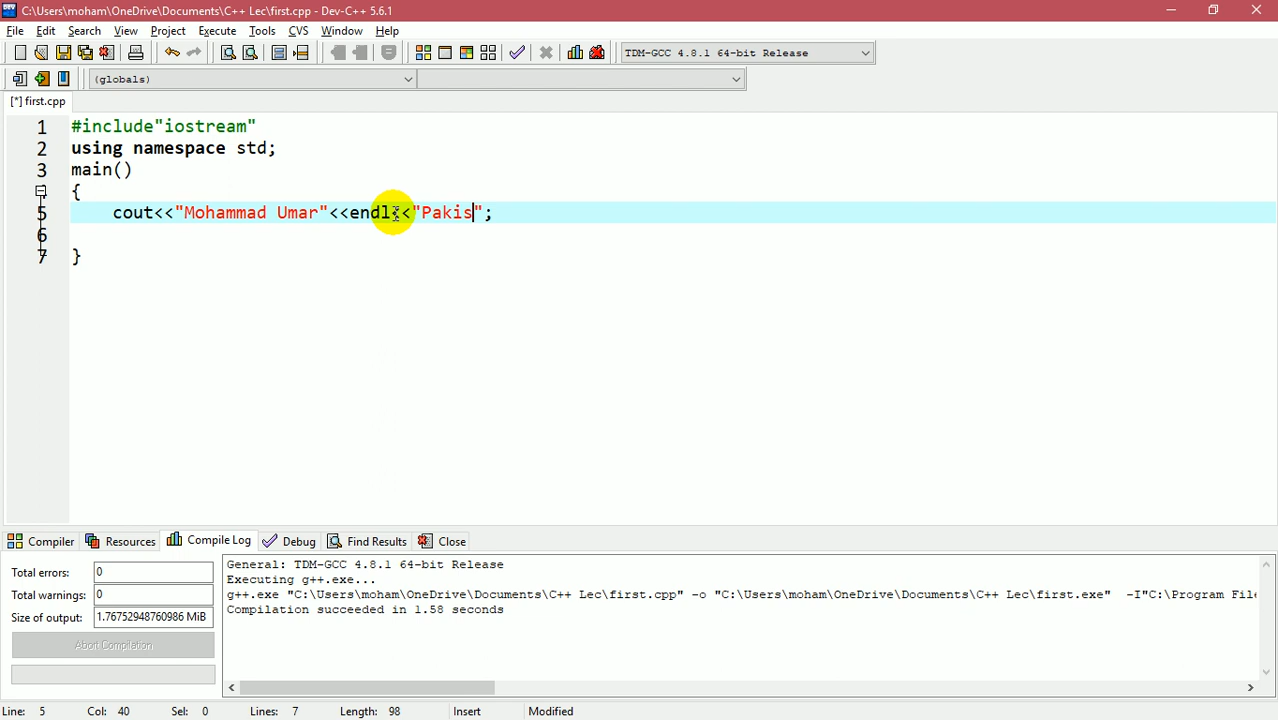 C:\Users\moham\OneDrive\Documents\C++ Lec\first.cpp - Dev-C++ 5.6.1
File Edit Search View Project Execute Tools CVS Window Help
TDM-GCC 4.8.1 64-bit Release
(globals)
[*] first.cpp
1 #include"iostream"
2 using namespace std;
3 main()
4 {
5 cout<<"Mohammad Umar"<<endl<<"Pakis";
6
7 }
Compiler Resources Compile Log Debug Find Results Close
Total errors: 0
Total warnings: 0
Size of output: 1.76752948760986 MiB
Abort Compilation
General: TDM-GCC 4.8.1 64-bit Release
Executing g++.exe...
g++.exe "C:\Users\moham\OneDrive\Documents\C++ Lec\first.cpp" -o "C:\Users\moham\OneDrive\Documents\C++ Lec\first.exe" -I"C:\Program File
Compilation succeeded in 1.58 seconds
Line: 5 Col: 40 Sel: 0 Lines: 7 Length: 98 Insert Modified